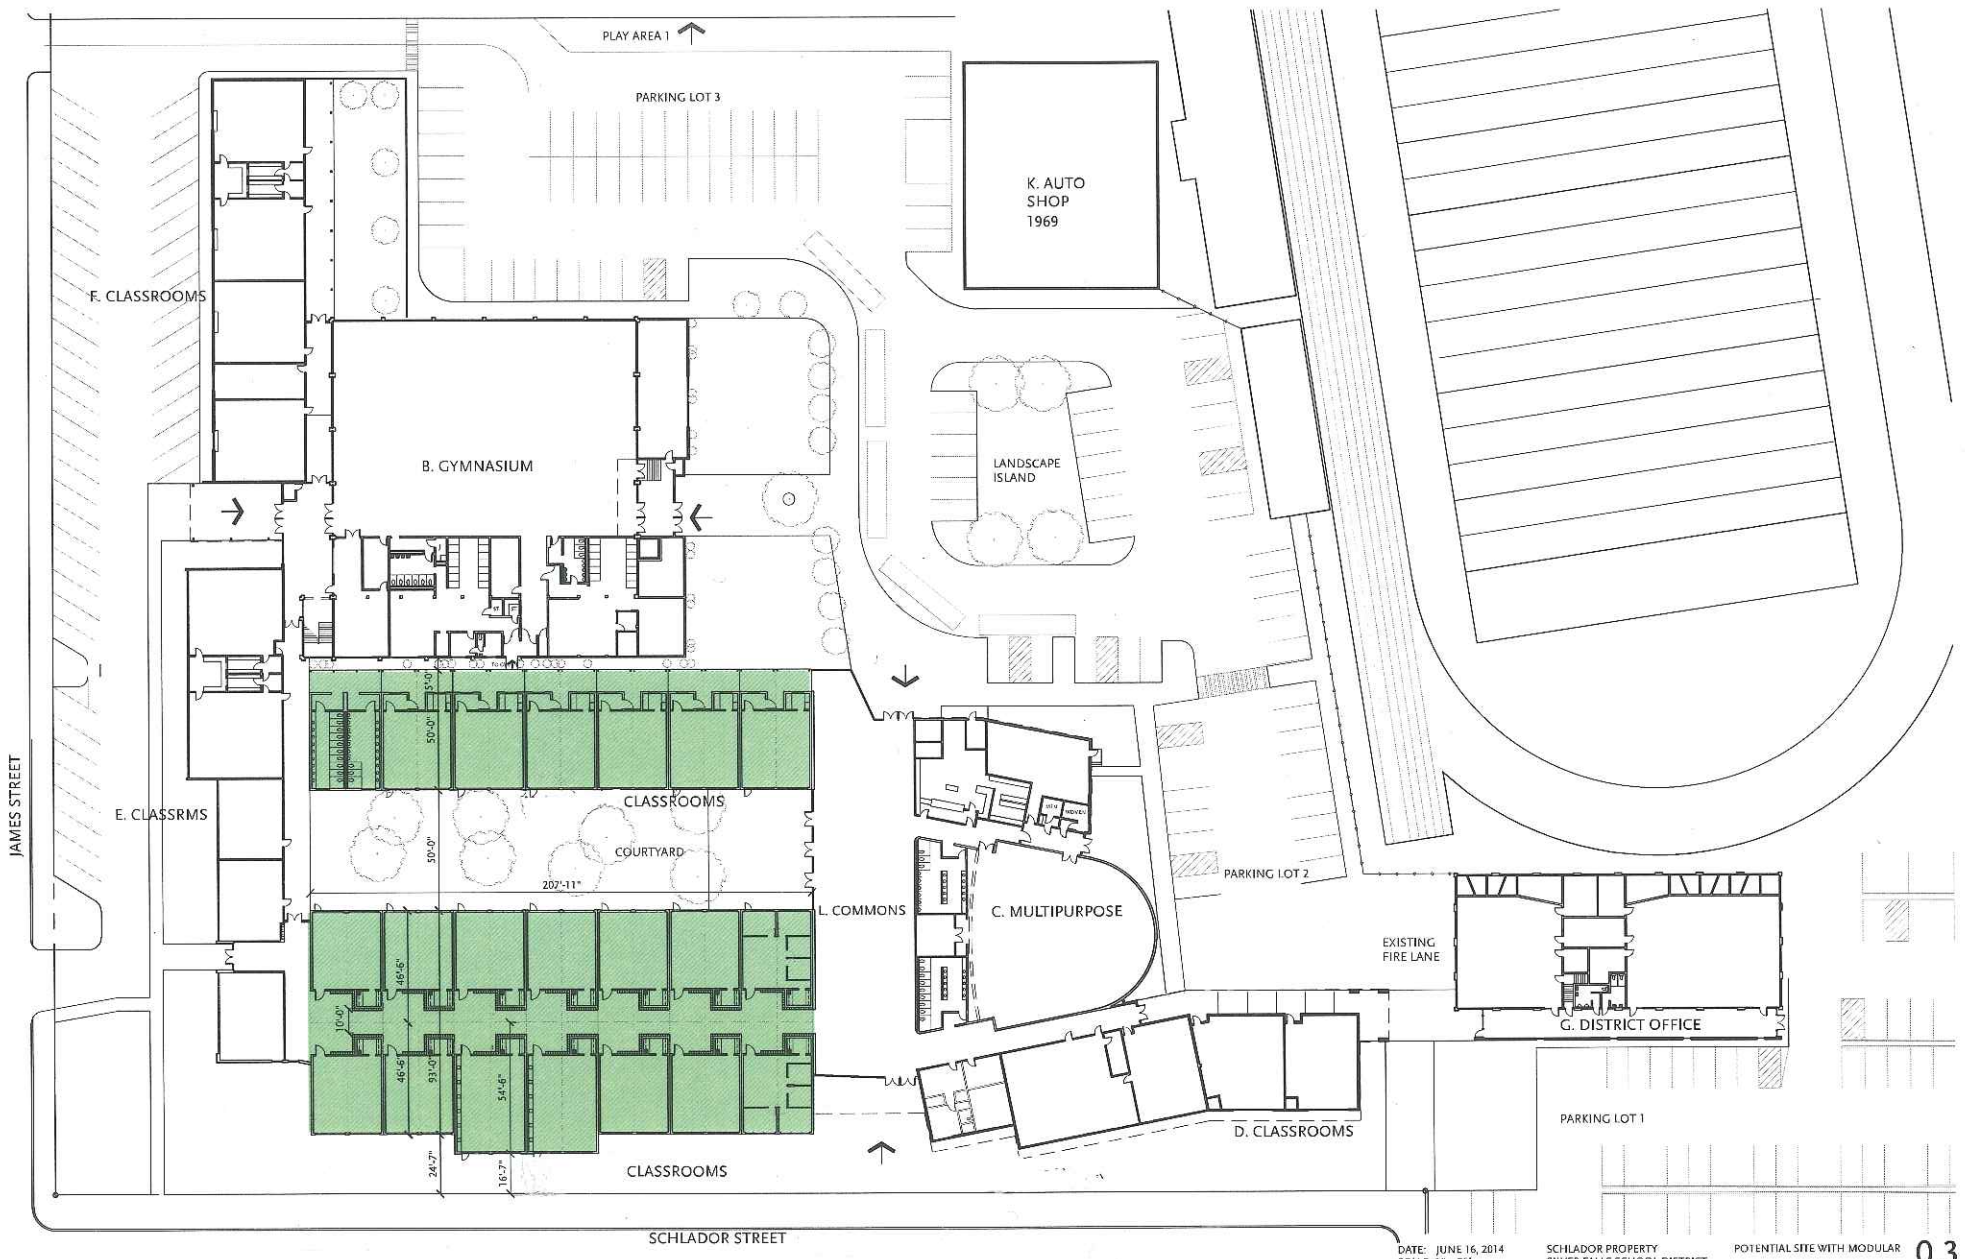 PLAY AREA 1
PARKING LOT 3
K. AUTO
SHOP
1969
F. CLASSROOMS
B. GYMNASIUM
LANDSCAPE
ISLAND
JAMES STREET
E. CLASSRMS
5'-0"
50'-0"
CLASSROOMS
50'-0"
COURTYARD
207'-11"
L. COMMONS
MEN
WOMEN
C. MULTIPURPOSE
PARKING LOT 2
EXISTING
FIRE LANE
G. DISTRICT OFFICE
46'-6"
10'-0"
46'-6"
93'-0"
54'-6"
24'-7"
16'-7"
CLASSROOMS
D. CLASSROOMS
PARKING LOT 1
SCHLADOR STREET
DATE: JUNE 16, 2014
SCHLADOR PROPERTY
POTENTIAL SITE WITH MODULAR